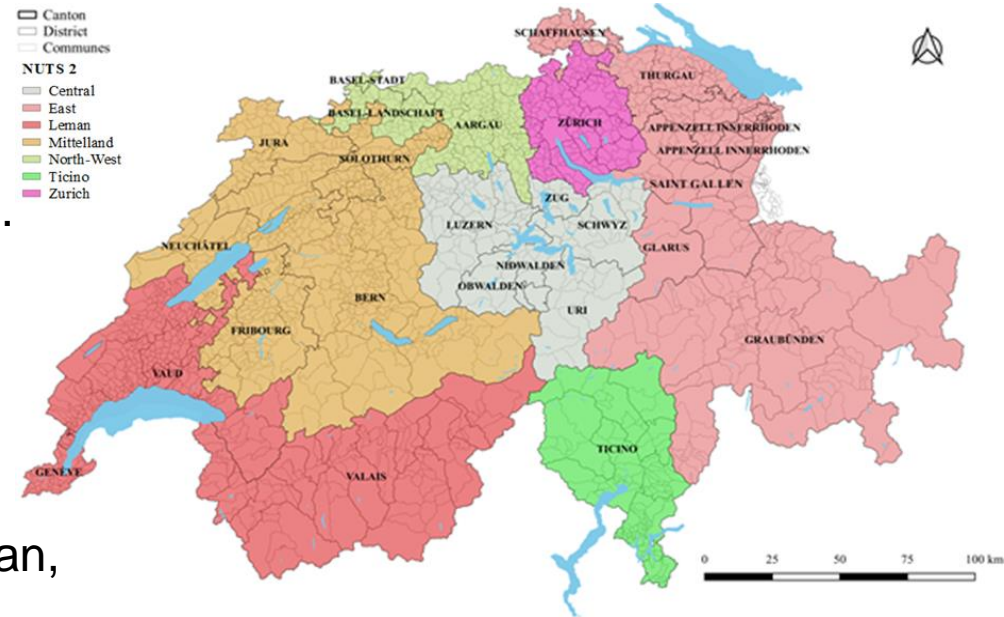 Canton
District
Communes
NUTS 2
Central
East
Leman
Mittelland
North-West
Ticino
Zurich
.
SCHAFFHAUSEN
THURGAU
BASEL-STADT
BASEL-LANDSCHAFT
AARGAU
ZÜRICH
APPENZELL INNERRHODEN
JURA
SOLOTHURN
APPENZELL INNERRHODEN
SAINT GALLEN
ZUG
LUZERN
SCHWYZ
NEUCHÂTEL
GLARUS
NIDWALDEN
OBWALDEN
BERN
URI
FRIBOURG
GRAUBÜNDEN
VAUD
TICINO
GENÈVE
VALAIS
an,
0 25 50 75 100 km